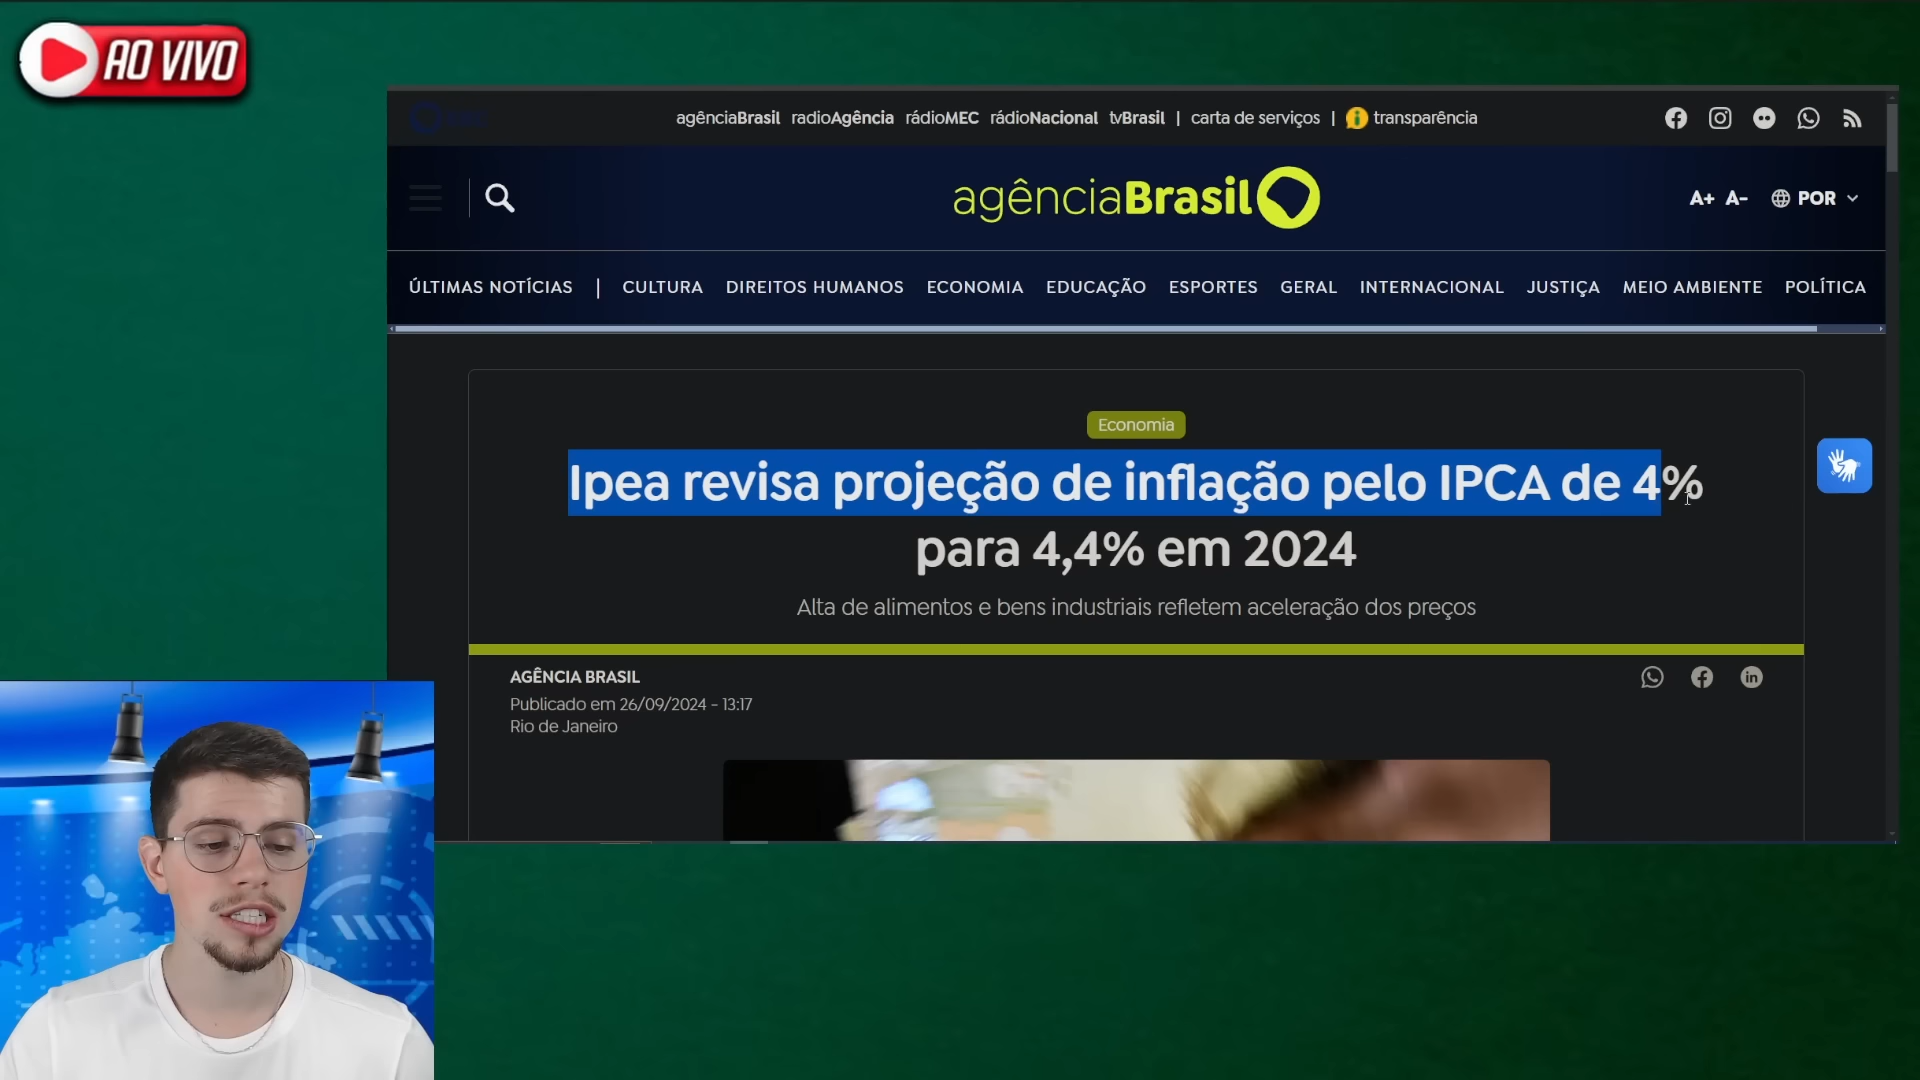 AO VIVO
agênciaBrasil radioAgência rádioMEC rádioNacional tvBrasil | carta de serviços | transparência
agênciaBrasil
A+ A- POR
ÚLTIMAS NOTÍCIAS | CULTURA DIREITOS HUMANOS ECONOMIA EDUCAÇÃO ESPORTES GERAL INTERNACIONAL JUSTIÇA MEIO AMBIENTE POLÍTICA
Economia
Ipea revisa projeção de inflação pelo IPCA de 4%
para 4,4% em 2024
Alta de alimentos e bens industriais refletem aceleração dos preços
AGÊNCIA BRASIL
Publicado em 26/09/2024 - 13:17
Rio de Janeiro